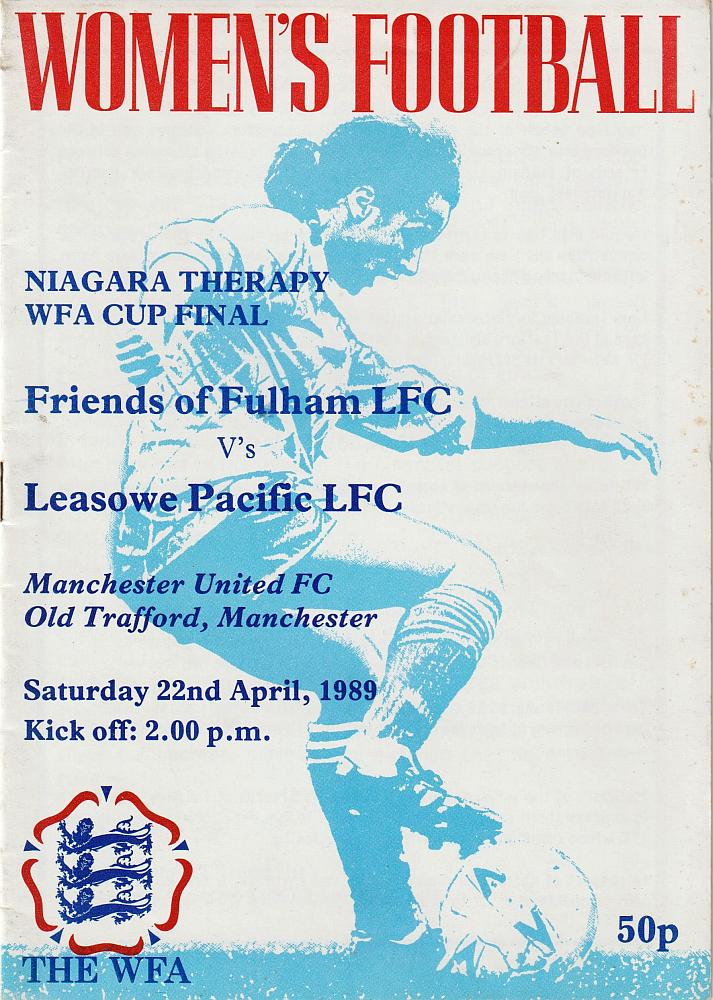 WOMEN'S FOOTBALL
NIAGARA THERAPY
WFA CUP FINAL
Friends of Fulham LFC
V's
Leasowe Pacific LFC
Manchester United FC
Old Trafford, Manchester
Saturday 22nd April, 1989
Kick off: 2.00 p.m.
50p
THE WFA